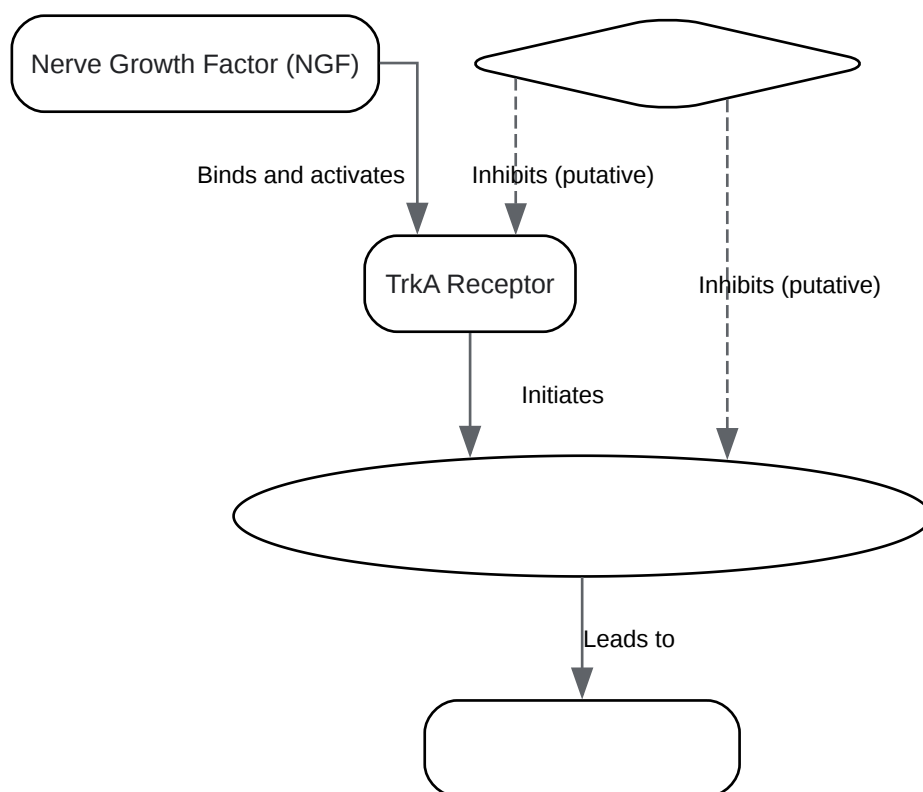 Nerve Growth Factor (NGF)
Binds and activates
Inhibits (putative)
TrkA Receptor
Inhibits (putative)
Initiates
Leads to